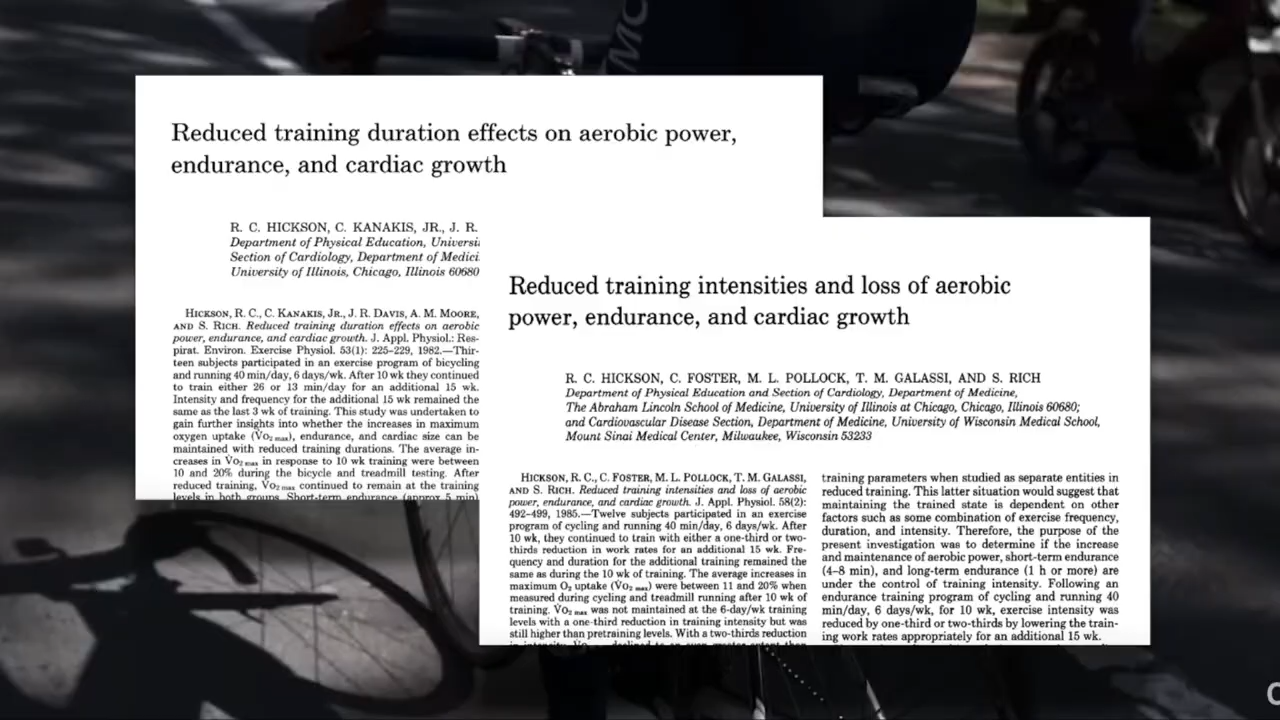 Reduced training duration effects on aerobic power,
endurance, and cardiac growth
R. C. HICKSON, C. KANAKIS, JR., J. R.
Department of Physical Education, Universi
Section of Cardiology, Department of Medici
University of Illinois, Chicago, Illinois 60680
HICKSON, R. C., C. KANAKIS, JR., J. R. DAVIS, A. M. MOORE,
AND S. RICH. Reduced training duration effects on aerobic
power, endurance, and cardiac growth. J. Appl. Physiol.: Res-
pirat. Environ. Exercise Physiol. 53(1): 225–229, 1982.—Thir-
teen subjects participated in an exercise program of bicycling
and running 40 min/day, 6 days/wk. After 10 wk they continued
to train either 26 or 13 min/day for an additional 15 wk.
Intensity and frequency for the additional 15 wk remained the
same as the last 3 wk of training. This study was undertaken to
gain further insights into whether the increases in maximum
oxygen uptake (V̇O2 max), endurance, and cardiac size can be
maintained with reduced training durations. The average in-
creases in V̇O2 max in response to 10 wk training were between
10 and 20% during the bicycle and treadmill testing. After
reduced training, V̇O2 max continued to remain at the training
levels in both groups. Short-term endurance (approx 5 min)
Reduced training intensities and loss of aerobic
power, endurance, and cardiac growth
R. C. HICKSON, C. FOSTER, M. L. POLLOCK, T. M. GALASSI, AND S. RICH
Department of Physical Education and Section of Cardiology, Department of Medicine,
The Abraham Lincoln School of Medicine, University of Illinois at Chicago, Chicago, Illinois 60680;
and Cardiovascular Disease Section, Department of Medicine, University of Wisconsin Medical School,
Mount Sinai Medical Center, Milwaukee, Wisconsin 53233
HICKSON, R. C., C. FOSTER, M. L. POLLOCK, T. M. GALASSI,
AND S. RICH. Reduced training intensities and loss of aerobic
power, endurance, and cardiac growth. J. Appl. Physiol. 58(2):
492–499, 1985.—Twelve subjects participated in an exercise
program of cycling and running 40 min/day, 6 days/wk. After
10 wk, they continued to train with either a one-third or two-
thirds reduction in work rates for an additional 15 wk. Fre-
quency and duration for the additional training remained the
same as during the 10 wk of training. The average increases in
maximum O2 uptake (V̇O2 max) were between 11 and 20% when
measured during cycling and treadmill running after 10 wk of
training. V̇O2 max was not maintained at the 6-day/wk training
levels with a one-third reduction in training intensity but was
still higher than pretraining levels. With a two-thirds reduction
training parameters when studied as separate entities in
reduced training. This latter situation would suggest that
maintaining the trained state is dependent on other
factors such as some combination of exercise frequency,
duration, and intensity. Therefore, the purpose of the
present investigation was to determine if the increase
and maintenance of aerobic power, short-term endurance
(4–8 min), and long-term endurance (1 h or more) are
under the control of training intensity. Following an
endurance training program of cycling and running 40
min/day, 6 days/wk, for 10 wk, exercise intensity was
reduced by one-third or two-thirds by lowering the train-
ing work rates appropriately for an additional 15 wk.